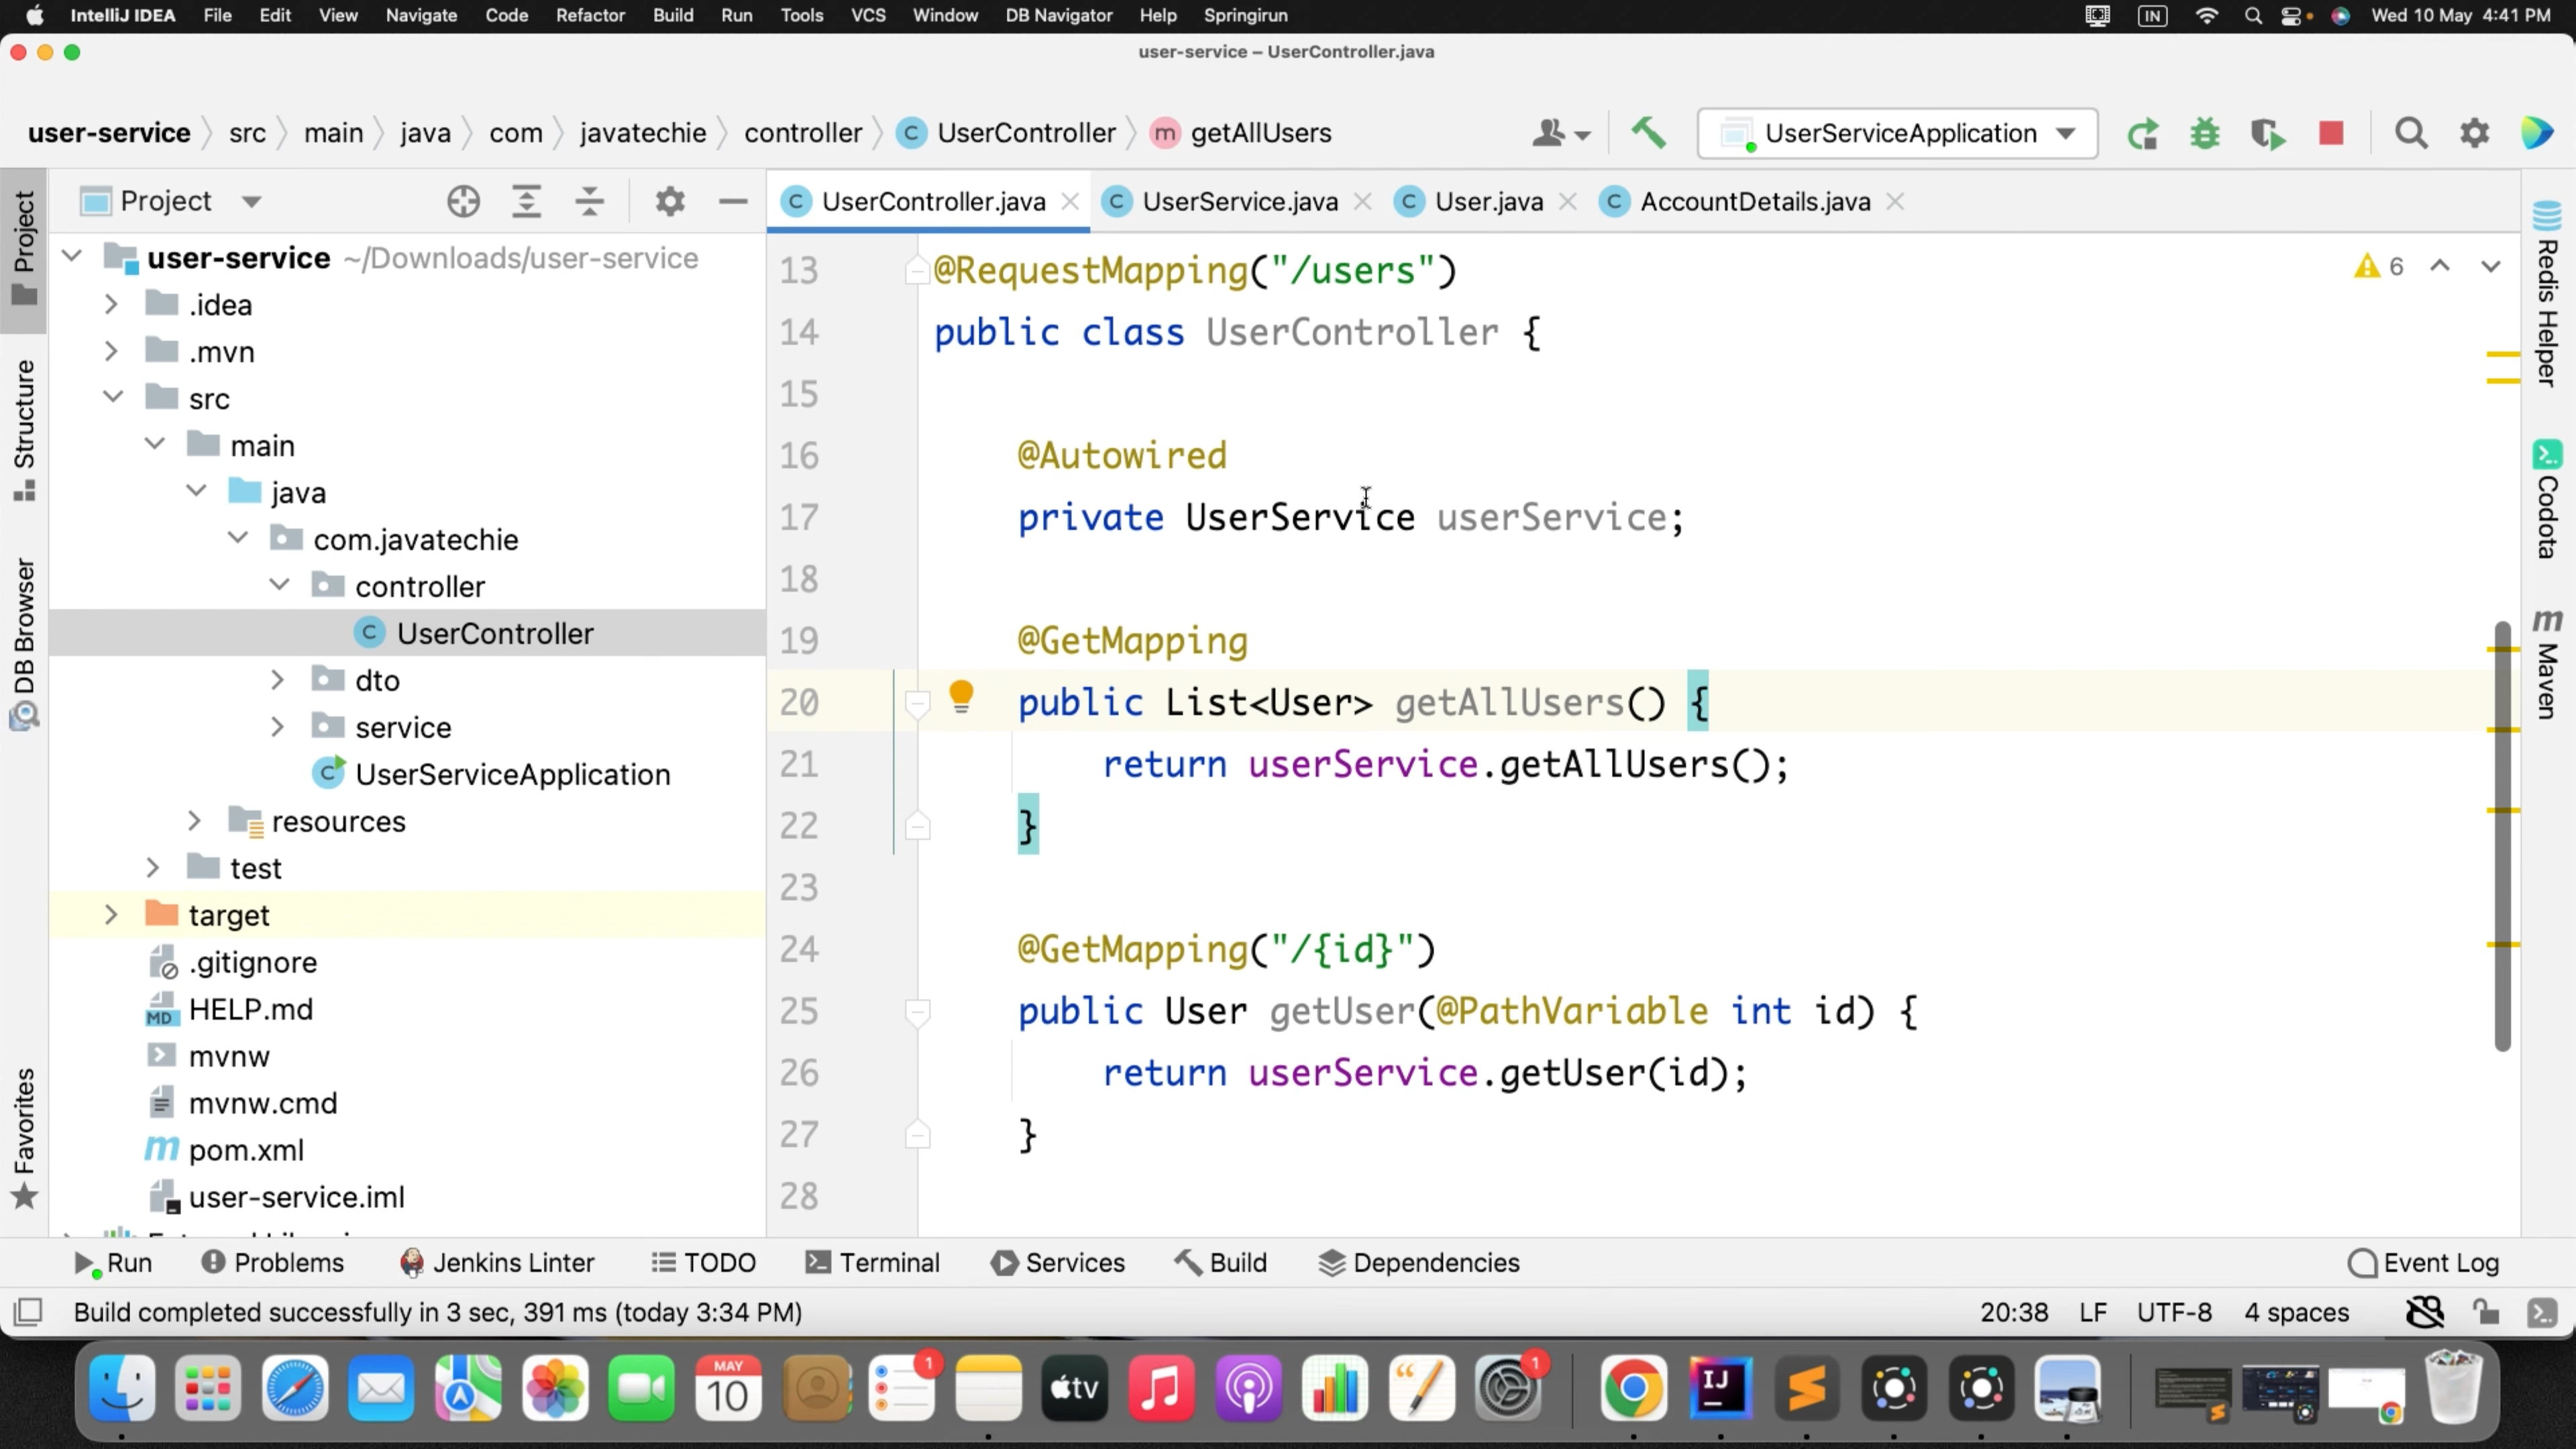 IntelliJ IDEA File Edit View Navigate Code Refactor Build Run Tools VCS Window DB Navigator Help Springirun IN Wed 10 May 4:41 PM
user-service – UserController.java
user-service src main java com javatechie controller C UserController m getAllUsers UserServiceApplication
Project
C UserController.java C UserService.java C User.java C AccountDetails.java
Project
Structure
DB Browser
Favorites
user-service ~/Downloads/user-service
.idea
.mvn
src
main
java
com.javatechie
controller
C UserController
dto
service
C UserServiceApplication
resources
test
target
.gitignore
MD HELP.md
mvnw
mvnw.cmd
m pom.xml
user-service.iml
13 @RequestMapping("/users")
14 public class UserController {
15
16 @Autowired
17 private UserService userService;
18
19 @GetMapping
20 public List<User> getAllUsers() {
21 return userService.getAllUsers();
22 }
23
24 @GetMapping("/{id}")
25 public User getUser(@PathVariable int id) {
26 return userService.getUser(id);
27 }
28
6
Redis Helper
Codota
m Maven
Run Problems Jenkins Linter TODO Terminal Services Build Dependencies Event Log
Build completed successfully in 3 sec, 391 ms (today 3:34 PM) 20:38 LF UTF-8 4 spaces
MAY
10
1
tv
1
IJ